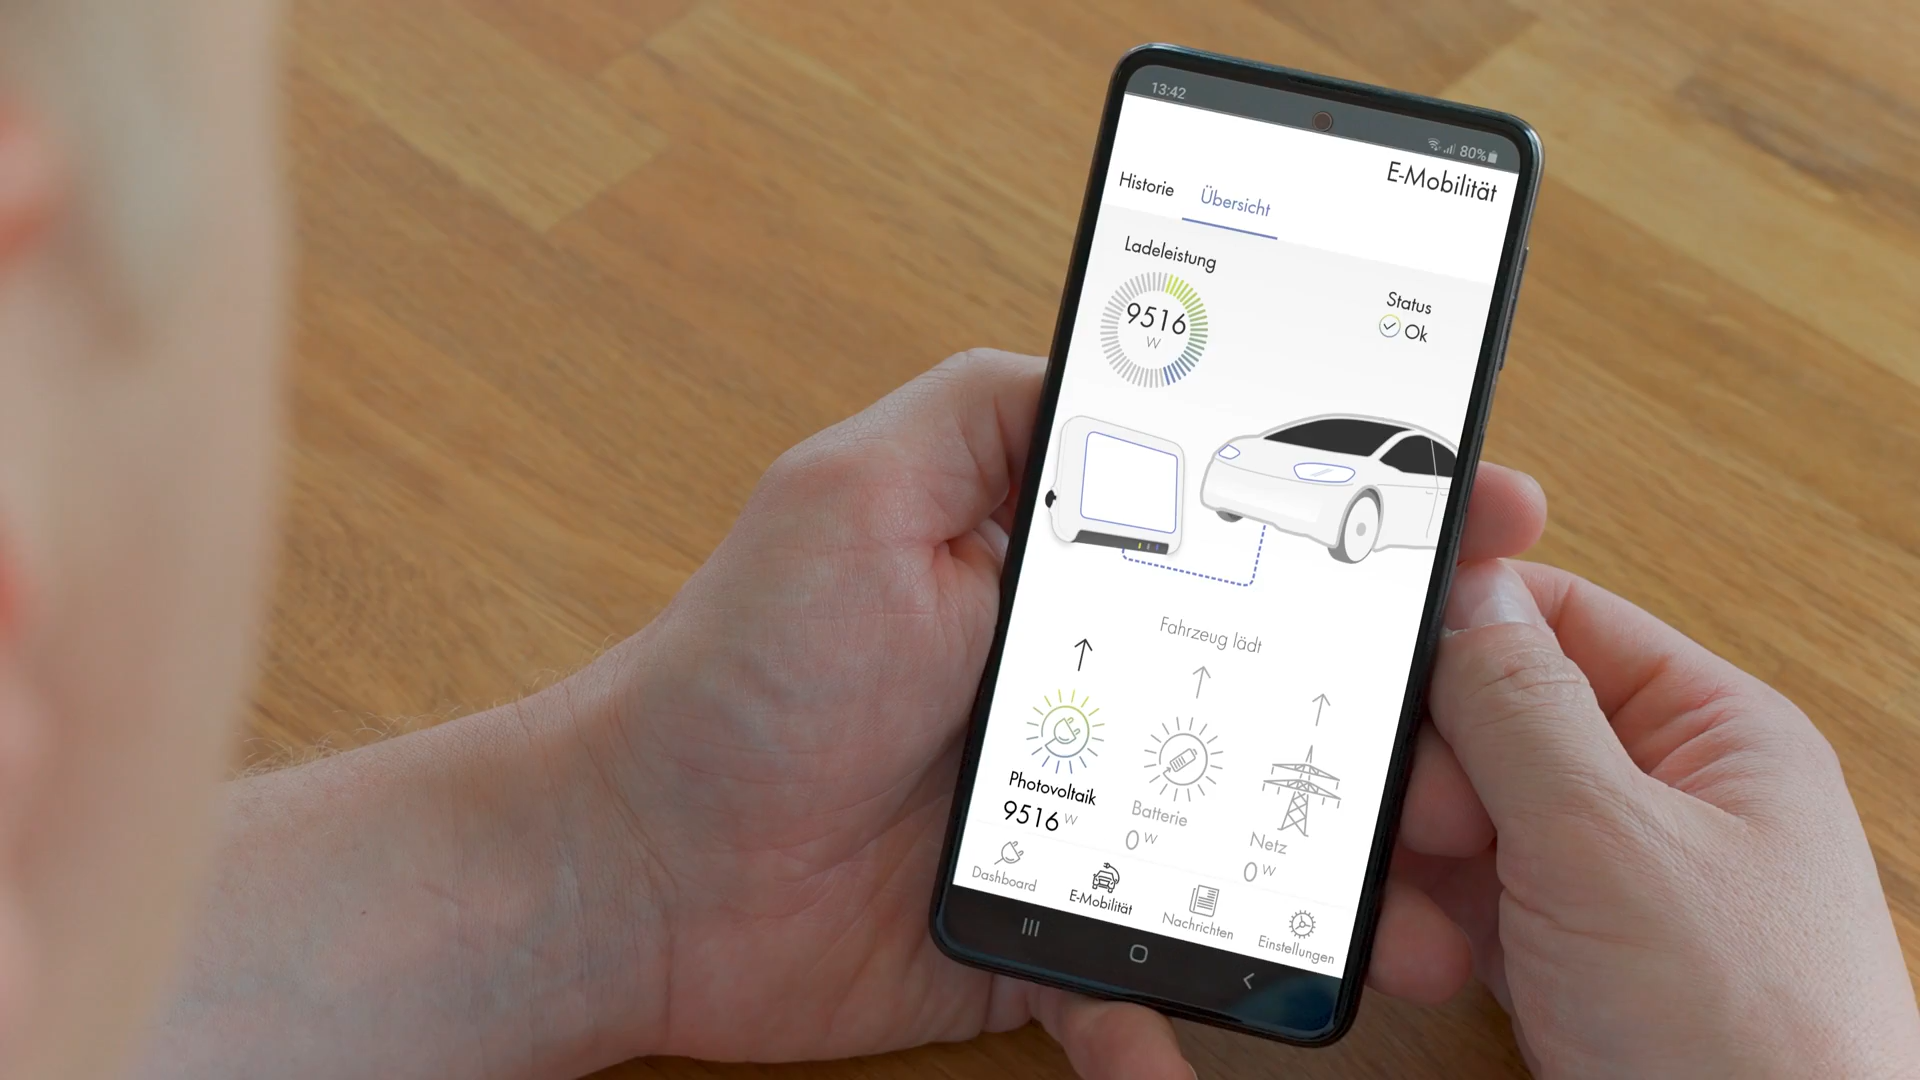 13:42
80%
E-Mobilität
Historie
Übersicht
Ladeleistung
9516
W
Status
Ok
Fahrzeug lädt
Photovoltaik
9516 W
Batterie
0 W
Netz
0 W
Dashboard
E-Mobilität
Nachrichten
Einstellungen